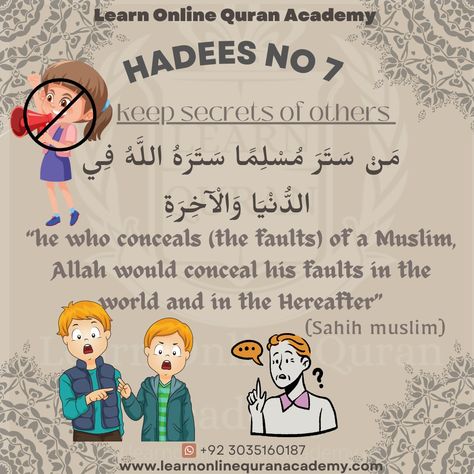 Learn Online Quran Academy
HADEES NO 7
keep secrets of others
مَنْ سَتَرَ مُسْلِمًا سَتَرَهُ اللَّهُ فِي
الدُّنْيَا وَالْآخِرَةِ
“he who conceals (the faults) of a Muslim,
Allah would conceal his faults in the
world and in the Hereafter”
(Sahih muslim)
+92 3035160187
www.learnonlinequranacademy.com